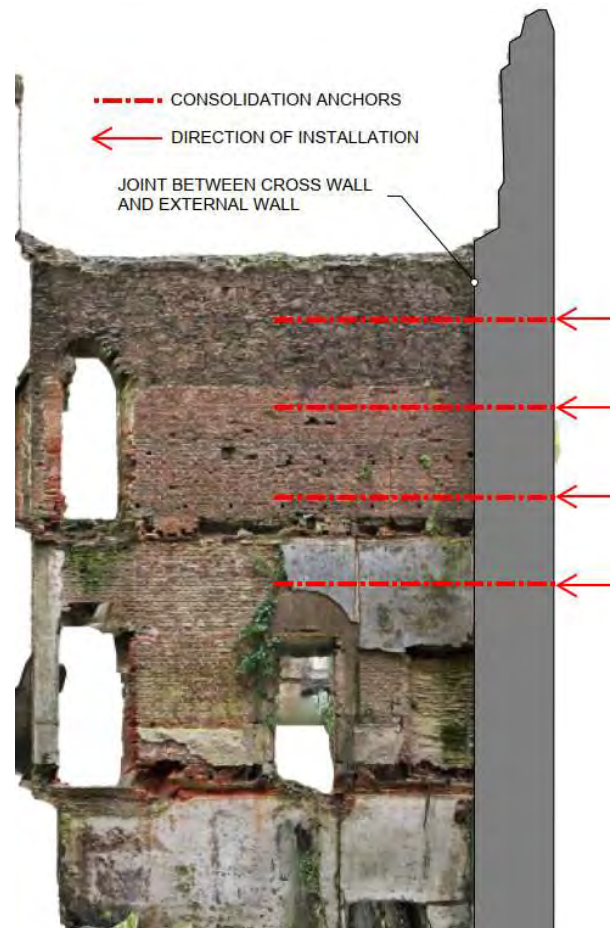 CONSOLIDATION ANCHORS
DIRECTION OF INSTALLATION
JOINT BETWEEN CROSS WALL
AND EXTERNAL WALL